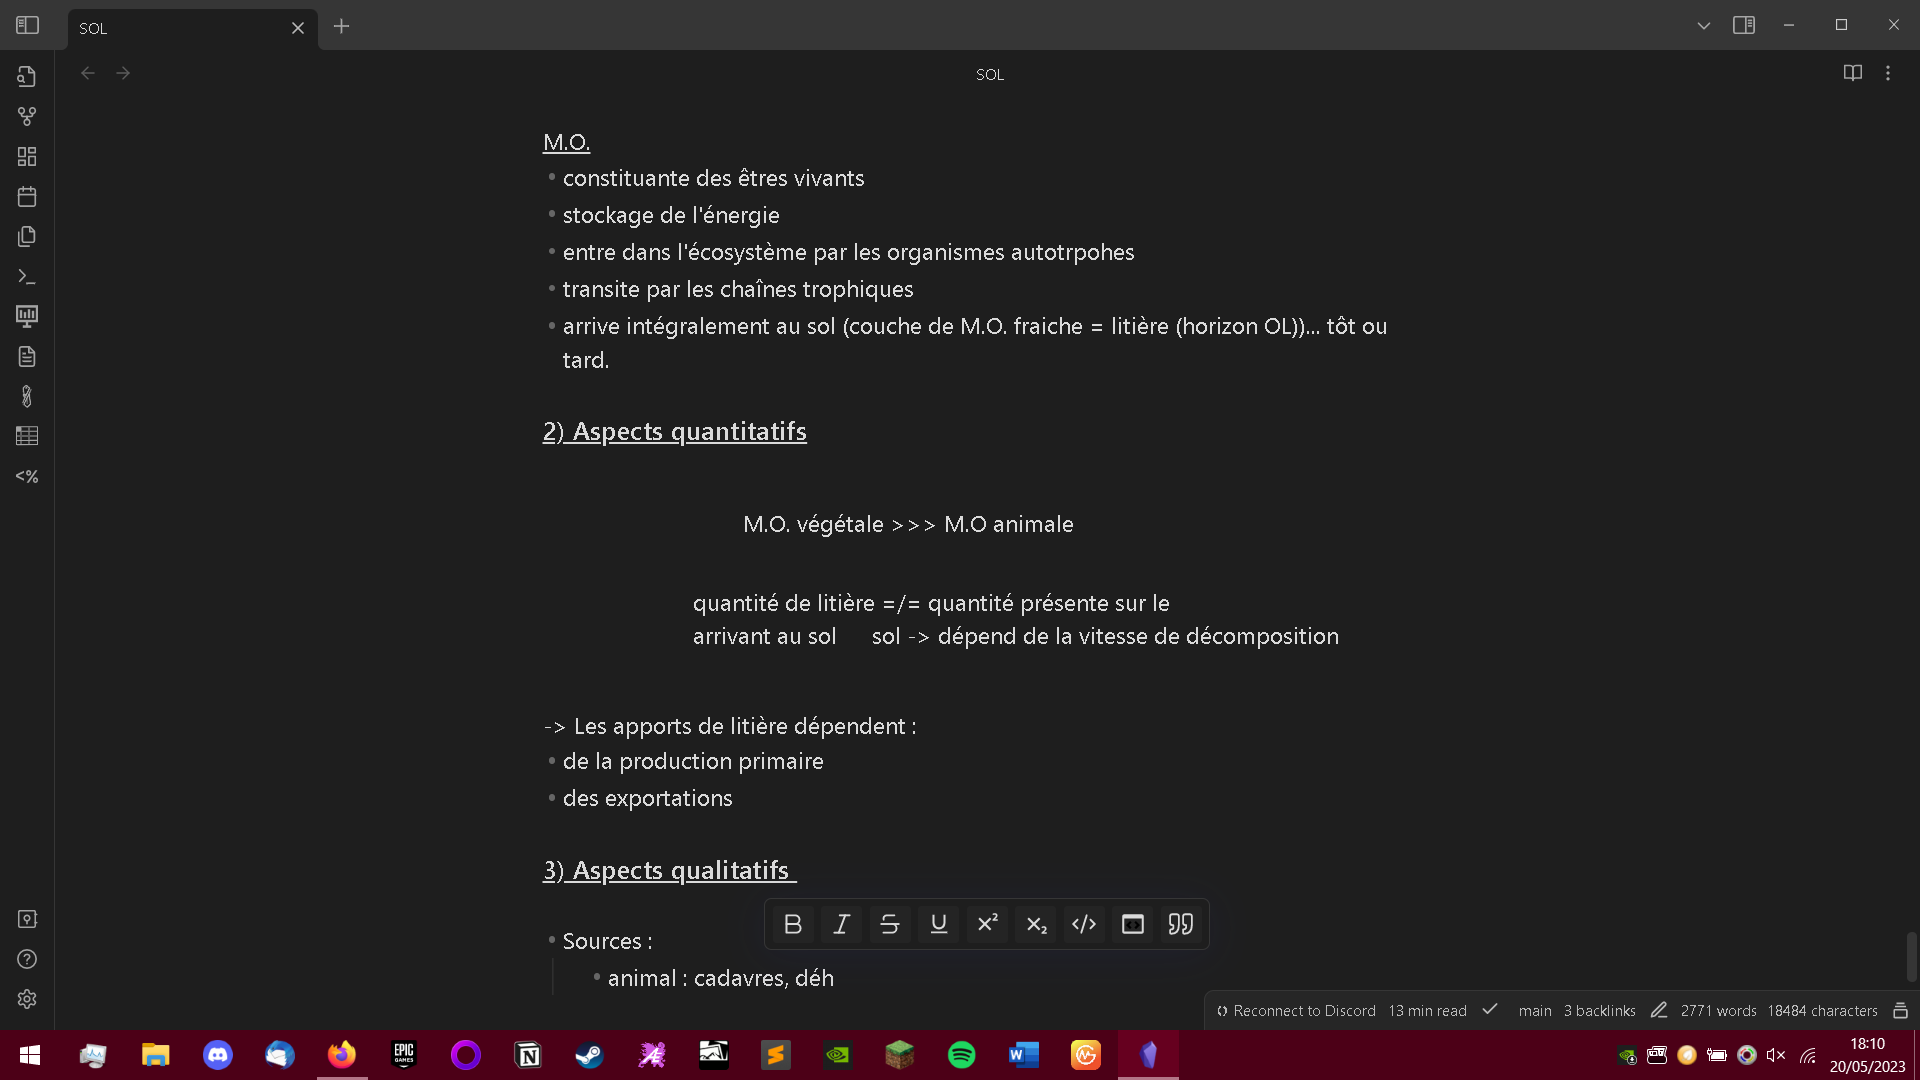 SOL
SOL
M.O.
constituante des êtres vivants
stockage de l'énergie
entre dans l'écosystème par les organismes autotrpohes
transite par les chaînes trophiques
arrive intégralement au sol (couche de M.O. fraiche = litière (horizon OL))... tôt ou
tard.
2) Aspects quantitatifs
M.O. végétale >>> M.O animale
quantité de litière =/= quantité présente sur le
arrivant au sol sol -> dépend de la vitesse de décomposition
-> Les apports de litière dépendent :
de la production primaire
des exportations
3) Aspects qualitatifs
Sources :
animal : cadavres, déh
Reconnect to Discord 13 min read main 3 backlinks 2771 words 18484 characters
EPIC GAMES
18:10
20/05/2023